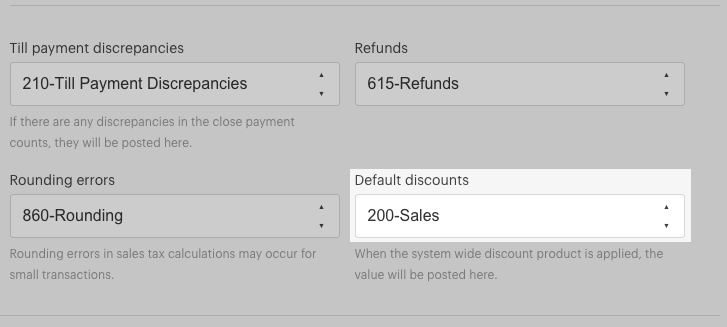 Till payment discrepancies
Refunds
210-Till Payment Discrepancies
615-Refunds
If there are any discrepancies in the close payment
counts, they will be posted here.
Rounding errors
Default discounts
860-Rounding
200-Sales
Rounding errors in sales tax calculations may occur for
small transactions.
When the system wide discount product is applied, the
value will be posted here.